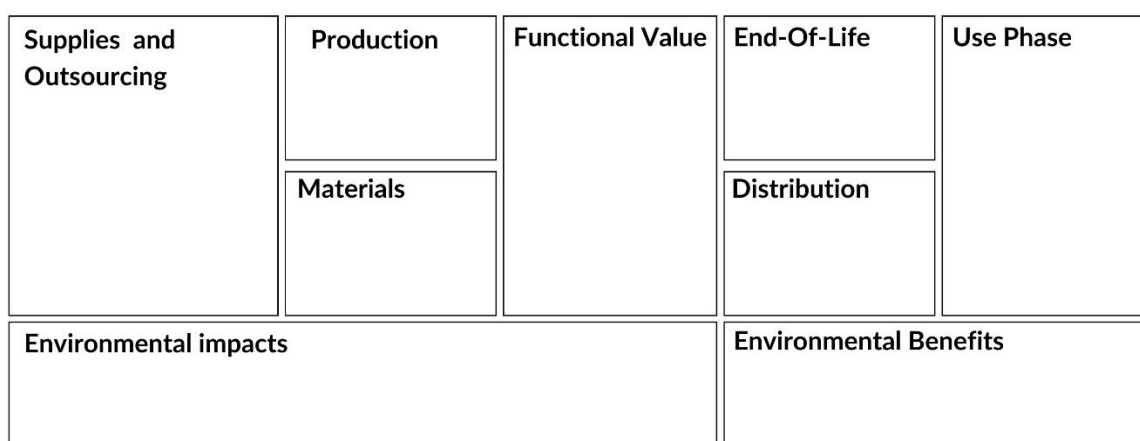 Supplies and
Outsourcing
Production
Materials
Functional Value
End-Of-Life
Distribution
Use Phase
Environmental impacts
Environmental Benefits